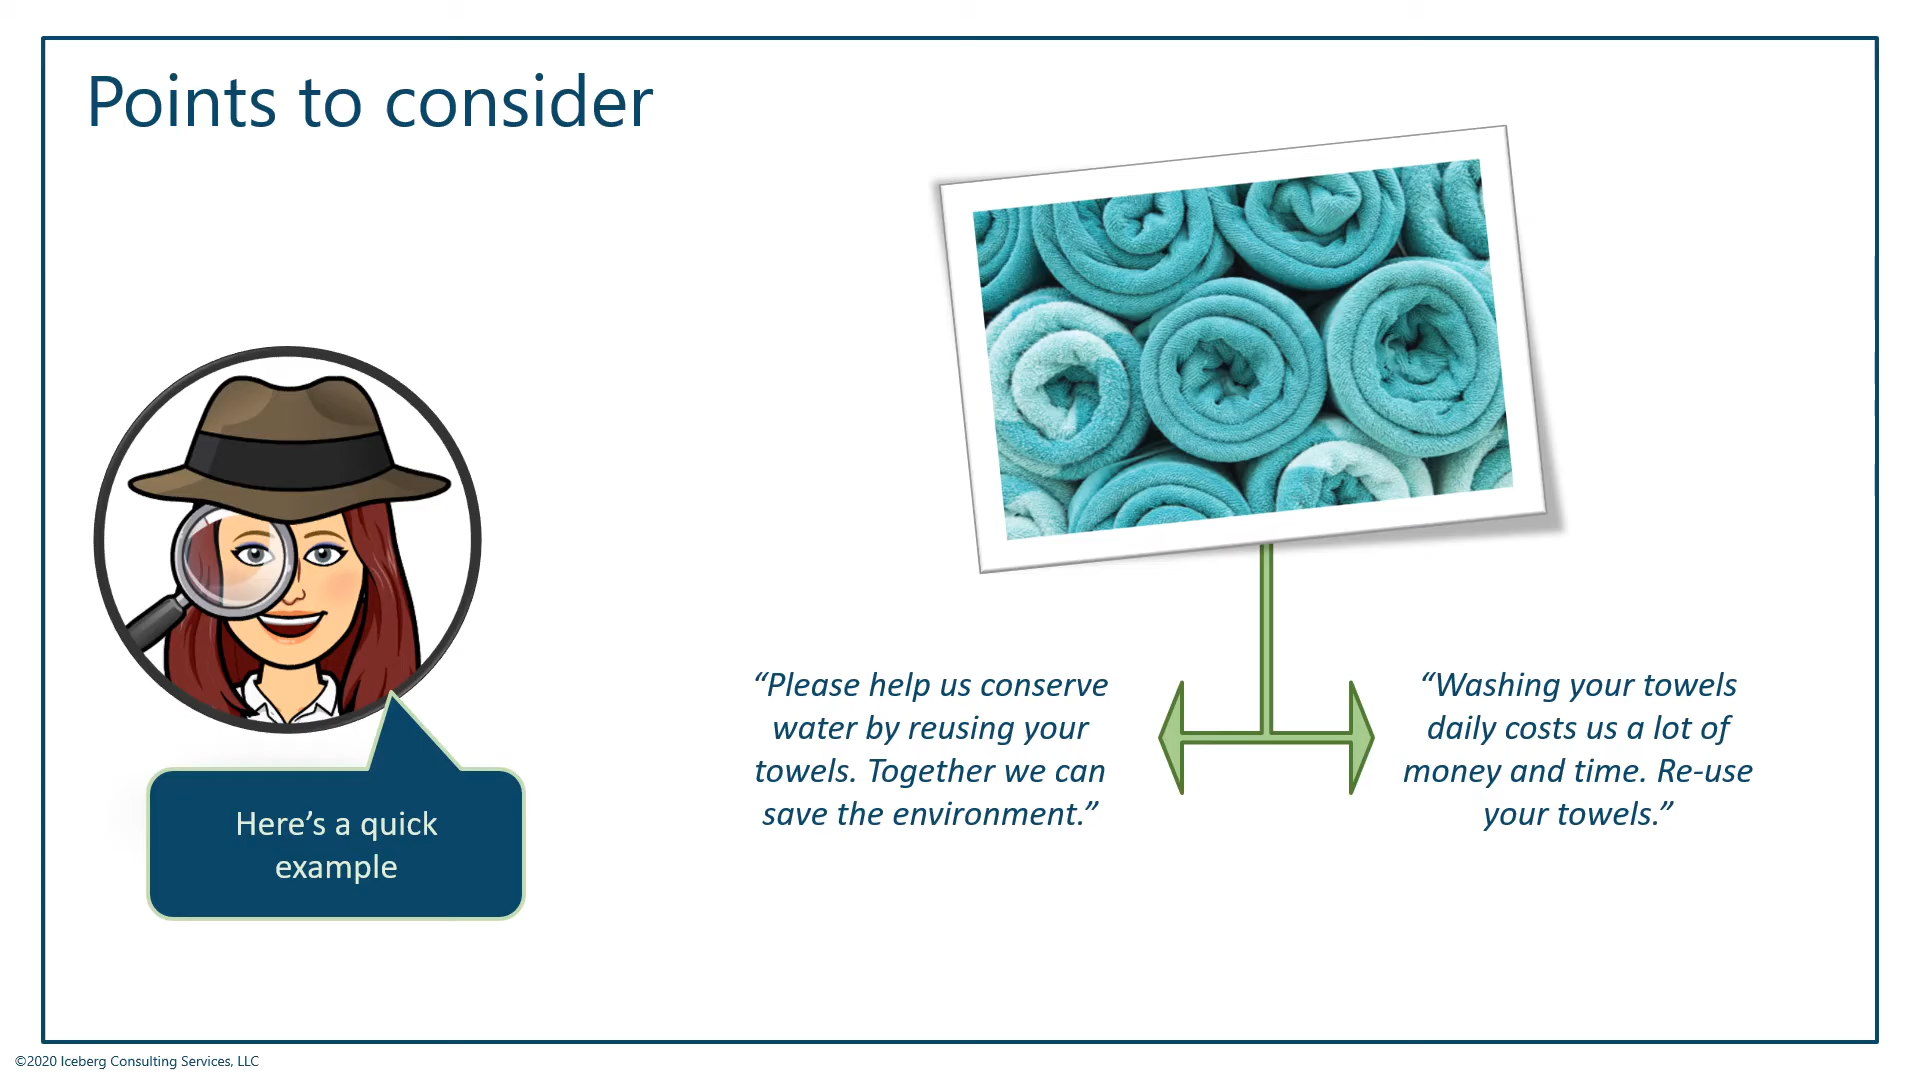 Points to consider
Here’s a quick
example
“Please help us conserve
water by reusing your
towels. Together we can
save the environment.”
“Washing your towels
daily costs us a lot of
money and time. Re-use
your towels.”
©2020 Iceberg Consulting Services, LLC